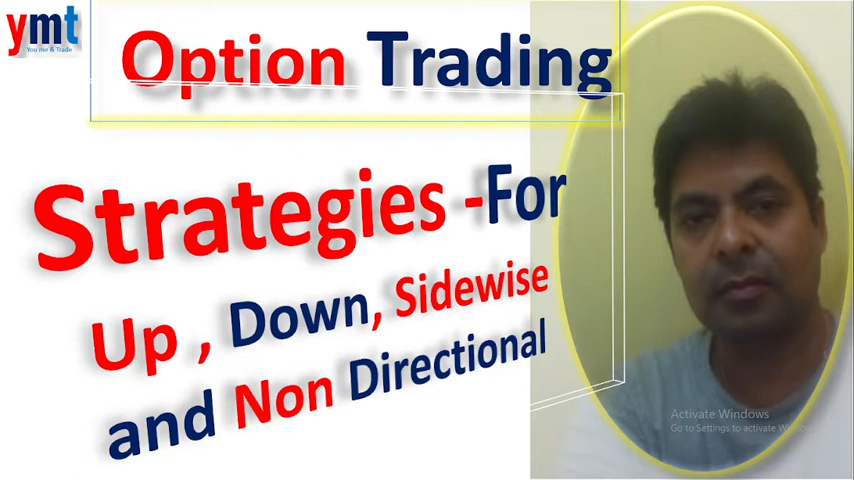 ymt
You me & Trade
Option Trading
Strategies -For
Up , Down, Sidewise
and Non Directional
Activate Windows
Go to Settings to activate Windows